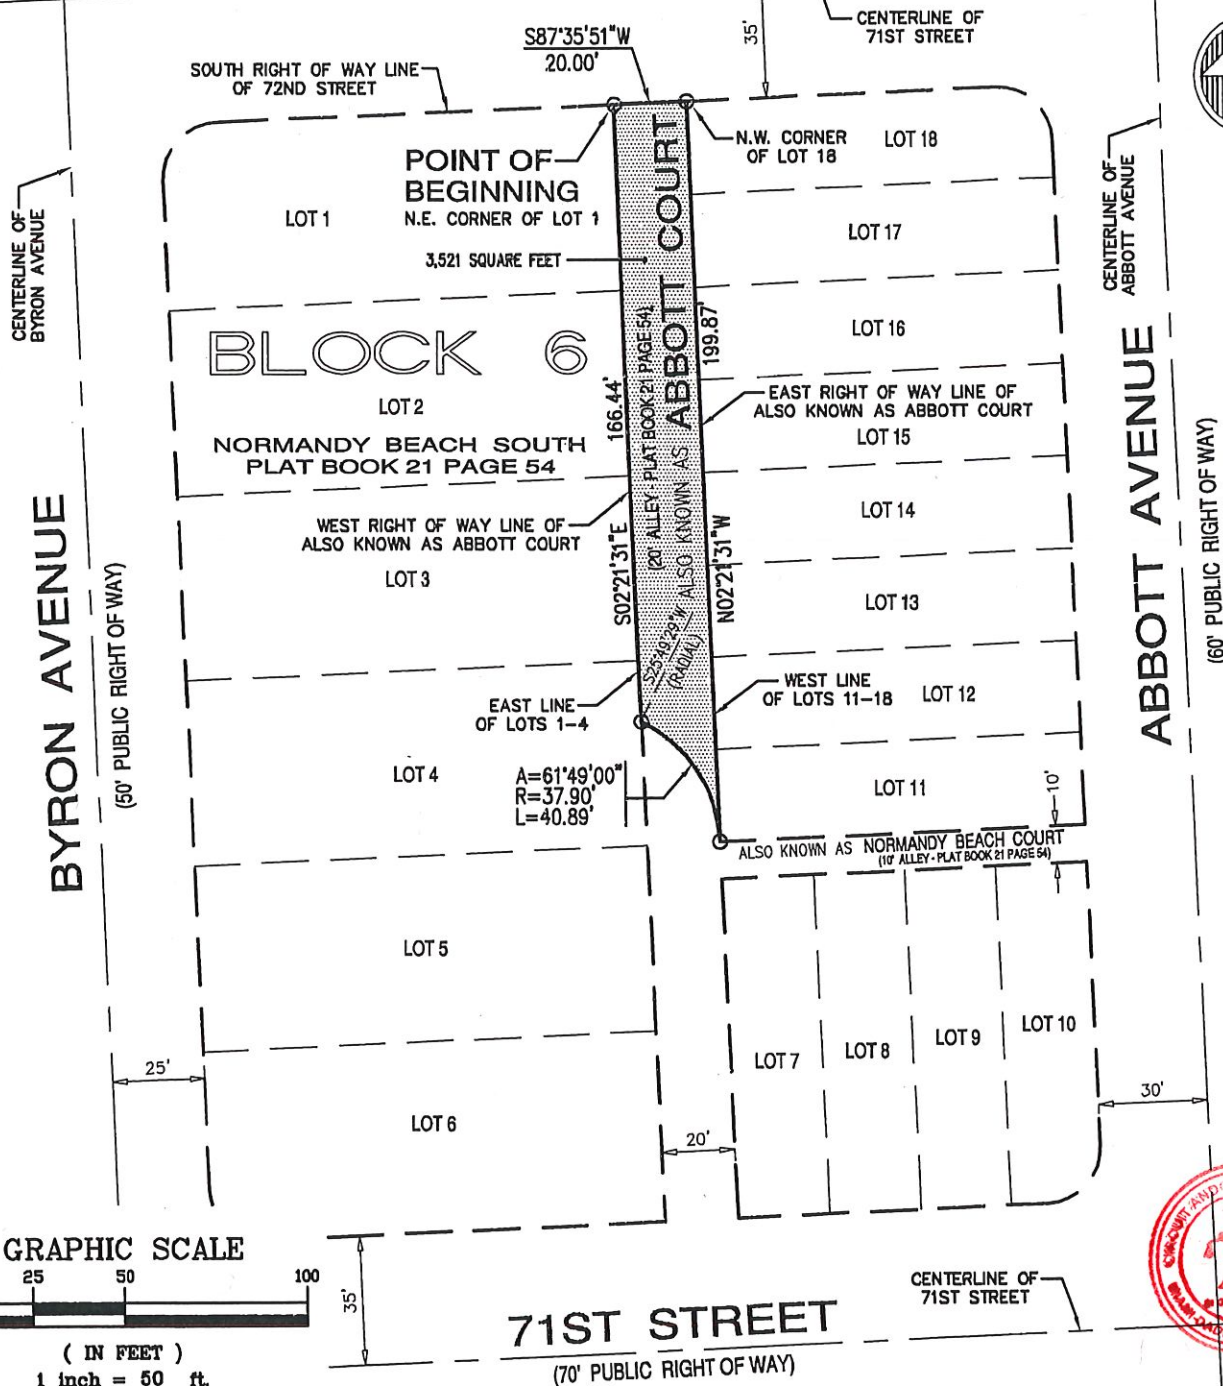 CENTERLINE OF
71ST STREET
35'
S87°35'51"W
20.00'
SOUTH RIGHT OF WAY LINE
OF 72ND STREET
N.W. CORNER
OF LOT 18
LOT 18
POINT OF
BEGINNING
N.E. CORNER OF LOT 1
LOT 1
3,521 SQUARE FEET
LOT 17
CENTERLINE OF
BYRON AVENUE
CENTERLINE OF
ABBOTT AVENUE
BLOCK 6
LOT 2
NORMANDY BEACH SOUTH
PLAT BOOK 21 PAGE 54
166.44'
S02°21'31"E
(20' ALLEY - PLAT BOOK 21 PAGE 54)
ALSO KNOWN AS ABBOTT COURT
199.87'
N02°21'31"W
LOT 16
EAST RIGHT OF WAY LINE OF
ALSO KNOWN AS ABBOTT COURT
LOT 15
WEST RIGHT OF WAY LINE OF
ALSO KNOWN AS ABBOTT COURT
LOT 14
LOT 3
LOT 13
S25°49'29"W
(RADIAL)
WEST LINE
OF LOTS 11-18
LOT 12
EAST LINE
OF LOTS 1-4
BYRON AVENUE
(50' PUBLIC RIGHT OF WAY)
ABBOTT AVENUE
(60' PUBLIC RIGHT OF WAY)
LOT 4
A=61°49'00"
R=37.90'
L=40.89'
LOT 11
10'
ALSO KNOWN AS NORMANDY BEACH COURT
(10' ALLEY - PLAT BOOK 21 PAGE 54)
LOT 5
LOT 7
LOT 8
LOT 9
LOT 10
25'
30'
LOT 6
20'
GRAPHIC SCALE
25 50 100
( IN FEET )
1 inch = 50 ft.
35'
71ST STREET
(70' PUBLIC RIGHT OF WAY)
CENTERLINE OF
71ST STREET
CIRCUIT AND